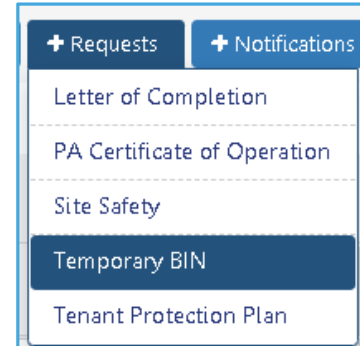 + Requests + Notifications
Letter of Completion
PA Certificate of Operation
Site Safety
Temporary BIN
Tenant Protection Plan